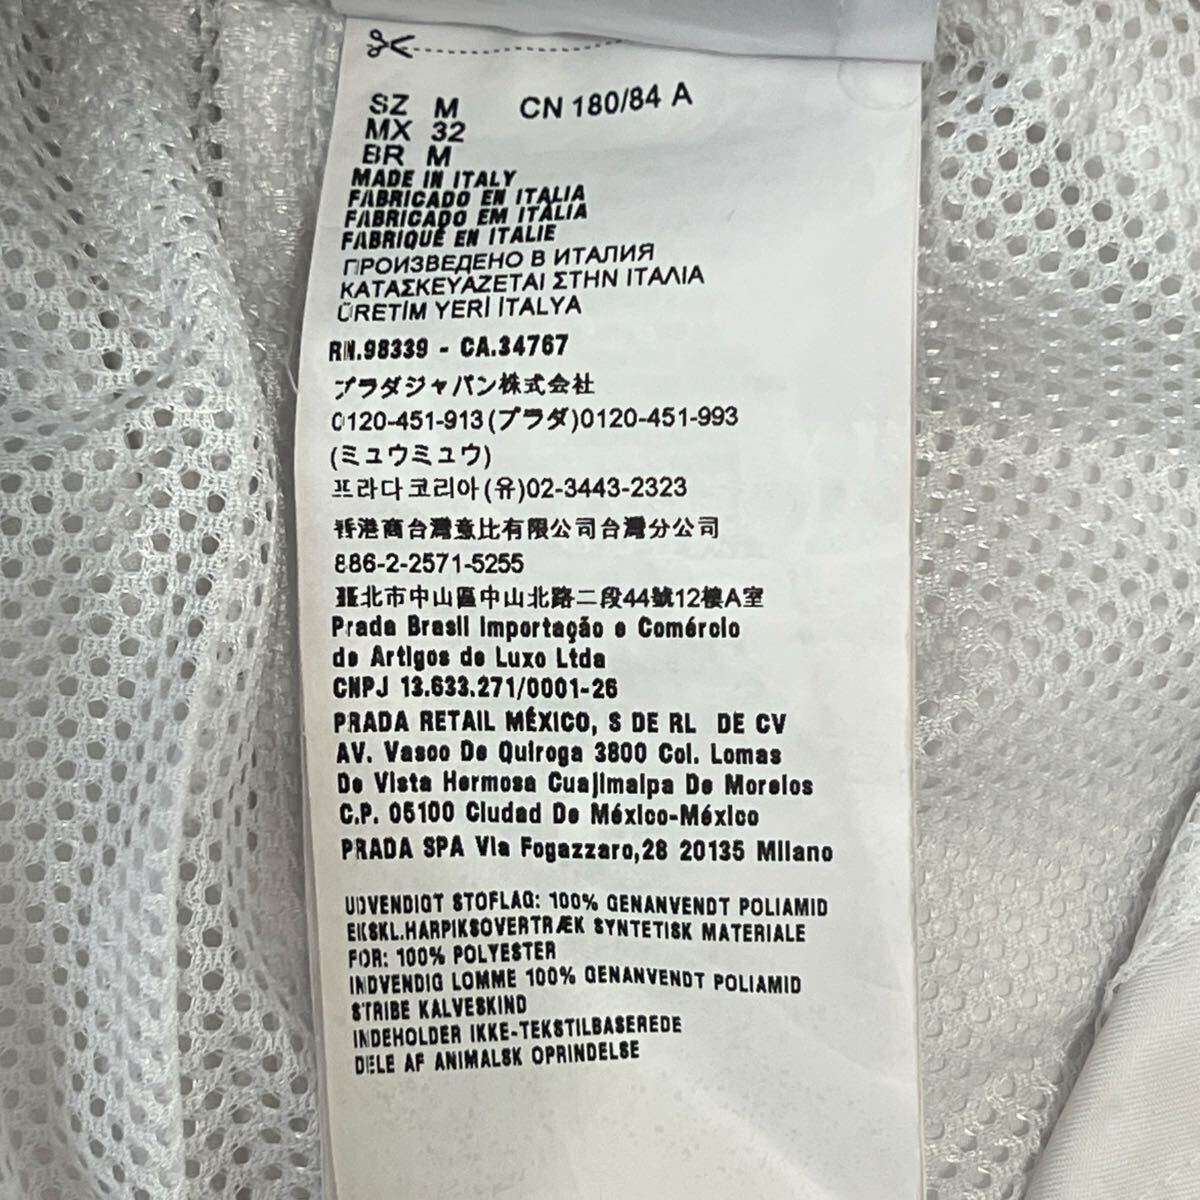 SZ M CN 180/84 A
MX 32
BR M
MADE IN ITALY
FABRICADO EN ITALIA
FABRICADO EM ITÁLIA
FABRIQUÉ EN ITALIE
ПРОИЗВЕДЕНО В ИТАЛИЯ
ΚΑΤΑΣΚΕΥΑΖΕΤΑΙ ΣΤΗΝ ΙΤΑΛΙΑ
ÜRETİM YERİ İTALYA
RN.98339 - CA.34767
プラダジャパン株式会社
0120-451-913(プラダ)0120-451-993
(ミュウミュウ)
프라다코리아(유)02-3443-2323
香港商台灣意比有限公司台灣分公司
886-2-2571-5255
臺北市中山區中山北路二段44號12樓A室
Prada Brasil Importação e Comércio
de Artigos de Luxo Ltda
CNPJ 13.633.271/0001-26
PRADA RETAIL MÉXICO, S DE RL DE CV
AV. Vasco De Quiroga 3800 Col. Lomas
De Vista Hermosa Cuajimalpa De Morelos
C.P. 05100 Ciudad De México-México
PRADA SPA Via Fogazzaro,28 20135 Milano
UDVENDIGT STOFLAG: 100% GENANVENDT POLIAMID
EKSKL.HARPIKSOVERTRÆK SYNTETISK MATERIALE
FOR: 100% POLYESTER
INDVENDIG LOMME 100% GENANVENDT POLIAMID
STRIBE KALVESKIND
INDEHOLDER IKKE-TEKSTILBASEREDE
DELE AF ANIMALSK OPRINDELSE